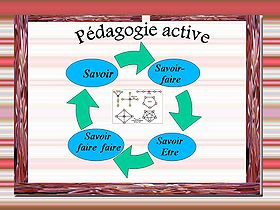 Pédagogie active
Savoir
Savoir-
faire
Savoir
faire faire
Savoir
Etre